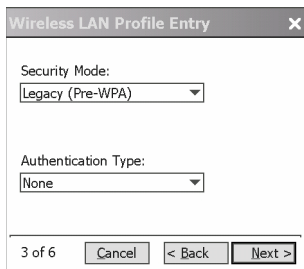 Wireless LAN Profile Entry
Security Mode:
Legacy (Pre-WPA)
Authentication Type:
None
3 of 6 Cancel < Back Next >